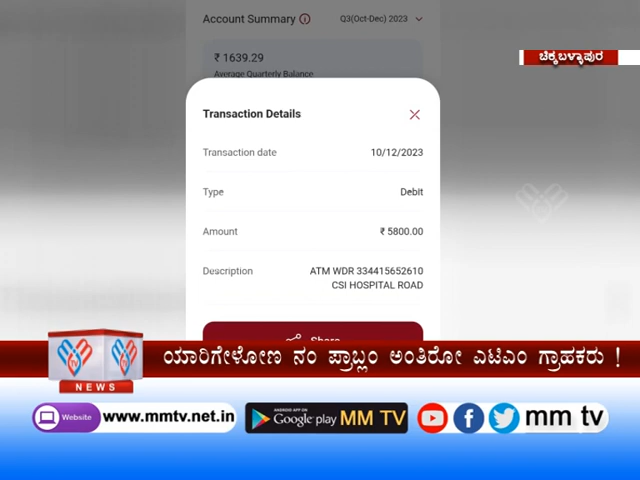 Account Summary
Q3(Oct-Dec) 2023
₹ 1639.29
Average Quarterly Balance
ಚಿಕ್ಕಬಳ್ಳಾಪುರ
Transaction Details
Transaction date 10/12/2023
Type Debit
Amount ₹ 5800.00
Description ATM WDR 334415652610
CSI HOSPITAL ROAD
Share
ಯಾರಿಗೇಳೋಣ ನಂ ಪ್ರಾಬ್ಲಂ ಅಂತಿರೋ ಎಟಿಎಂ ಗ್ರಾಹಕರು !
TV
NEWS
Website www.mmtv.net.in
ANDROID APP ON
Google play MM TV
mm tv